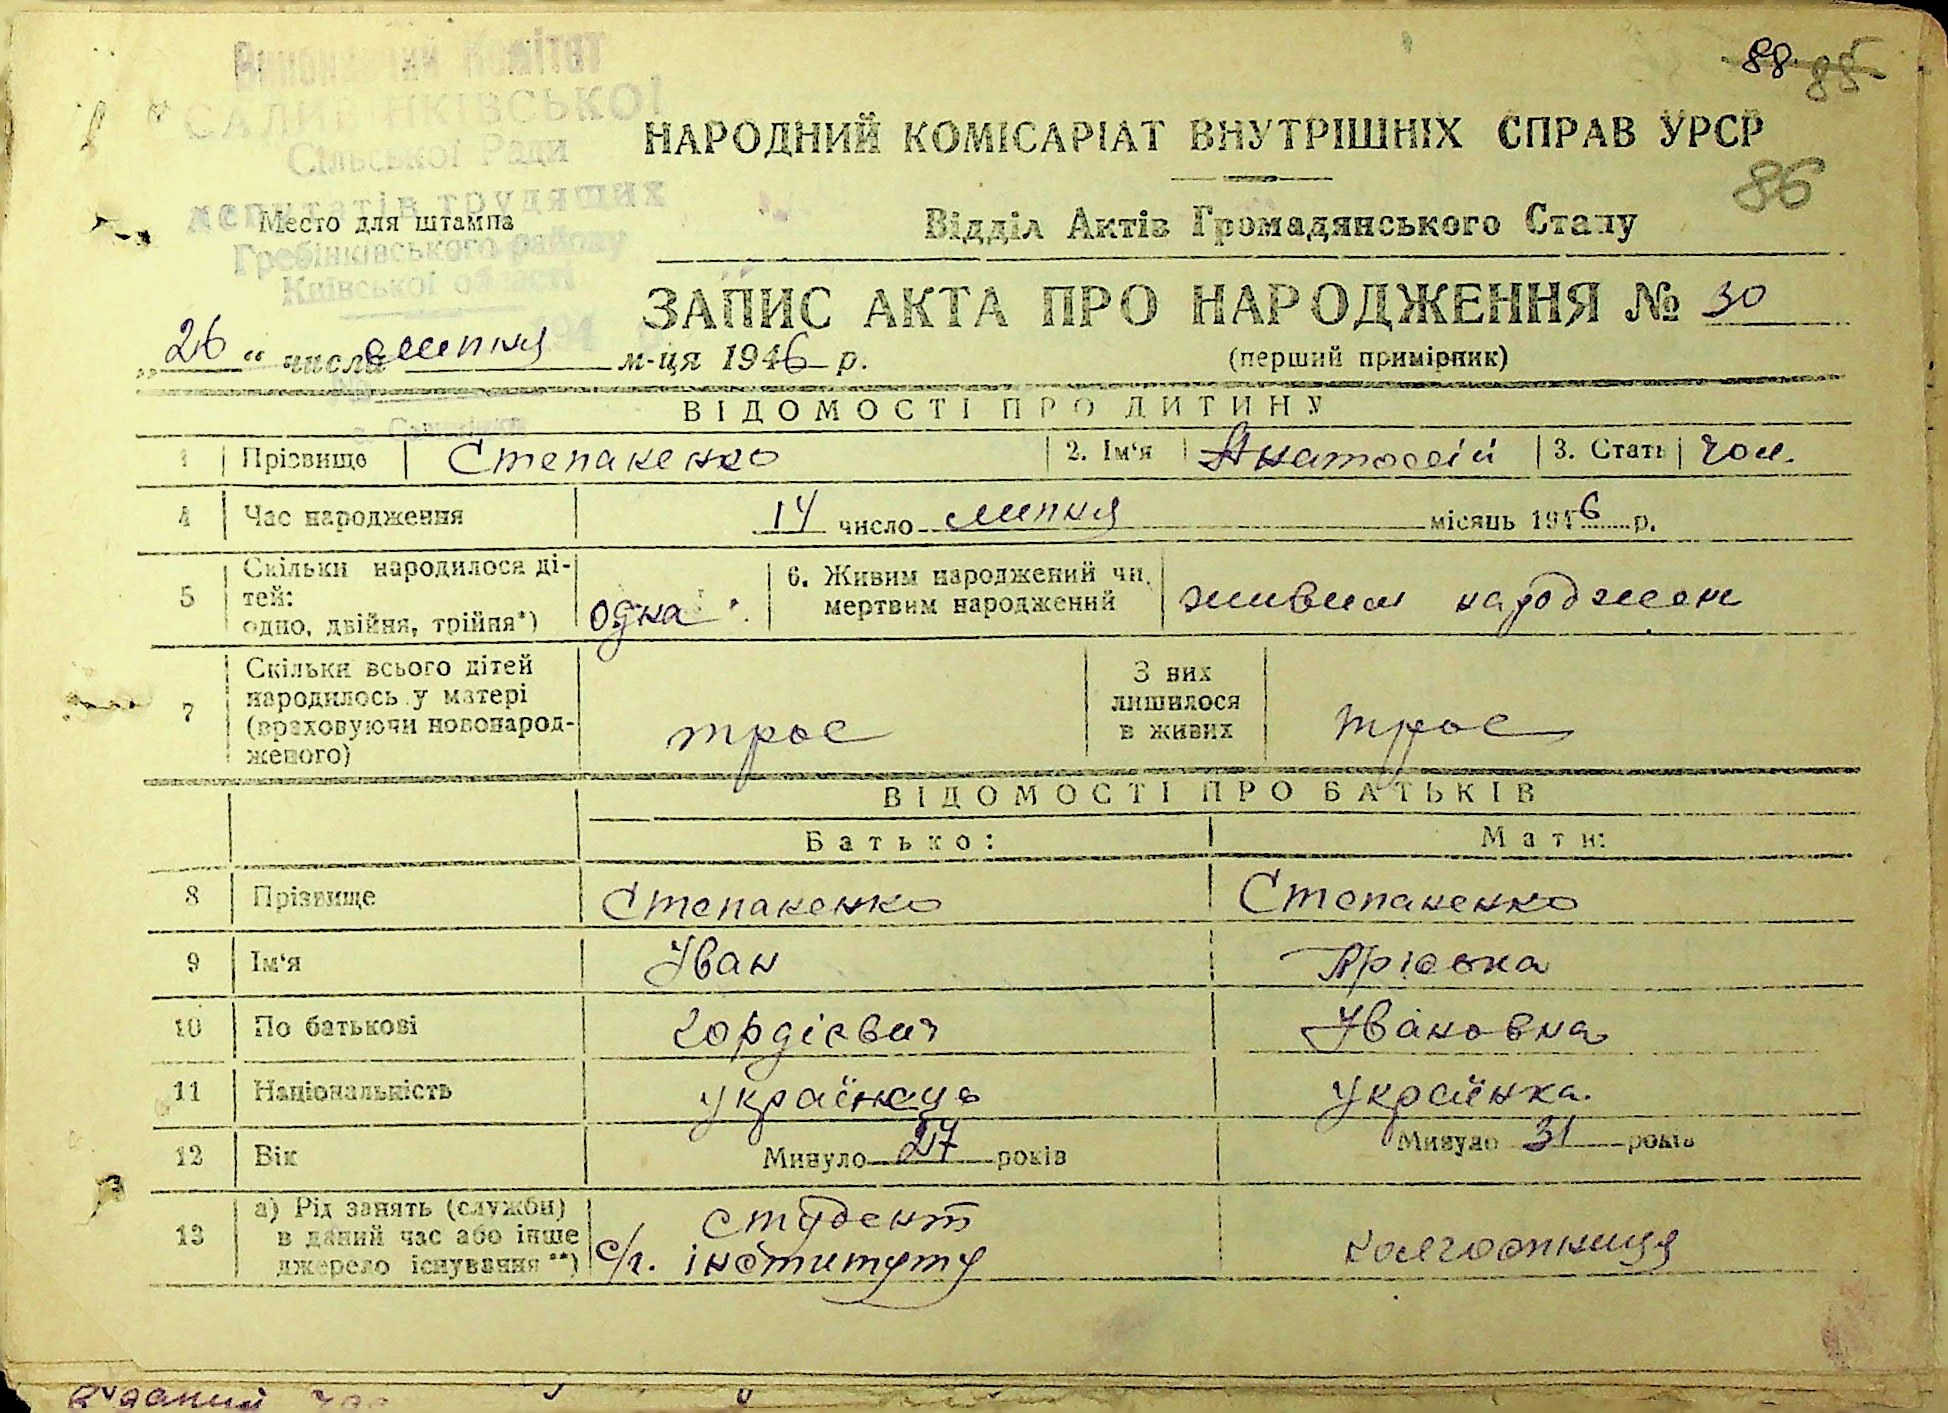 88. 85
Виконавчий Комітет
САЛИВІНКІВСЬКОЇ
Сільської Ради
депутатів трудящих
Гребінківського району
Київської області
НАРОДНИЙ КОМІСАРІАТ ВНУТРІШНІХ СПРАВ УРСР
86
Место для штампа
Відділ Актів Громадянського Стану
ЗАПИС АКТА ПРО НАРОДЖЕННЯ № 30
„26“ числа липня м-ця 1946 р.
(перший примірник)
ВІДОМОСТІ ПРО ДИТИНУ
1 Прізвище Степаненко 2. Ім'я Анатолій 3. Стать чол.
4 Час народження 14 число липня місяць 1946 р.
5 Скільки народилося ді-
тей:
одно, двійня, трійня*) одна
6. Живим народжений чи
мертвим народжений живим народжен
7 Скільки всього дітей
народилось у матері
(враховуючи новонарод-
женого) троє
З них
лишилося
в живих троє
ВІДОМОСТІ ПРО БАТЬКІВ
Батько: Мати:
8 Прізвище Степаненко Степаненко
9 Ім'я Іван
10 По батькові Гордієвич Івановна
11 Національність українець українка.
12 Вік Минуло 27 років Минуло 31 років
13 а) Рід занять (служби)
в даний час або інше
джерело існування **) студент
с/г. інституту колгоспниця